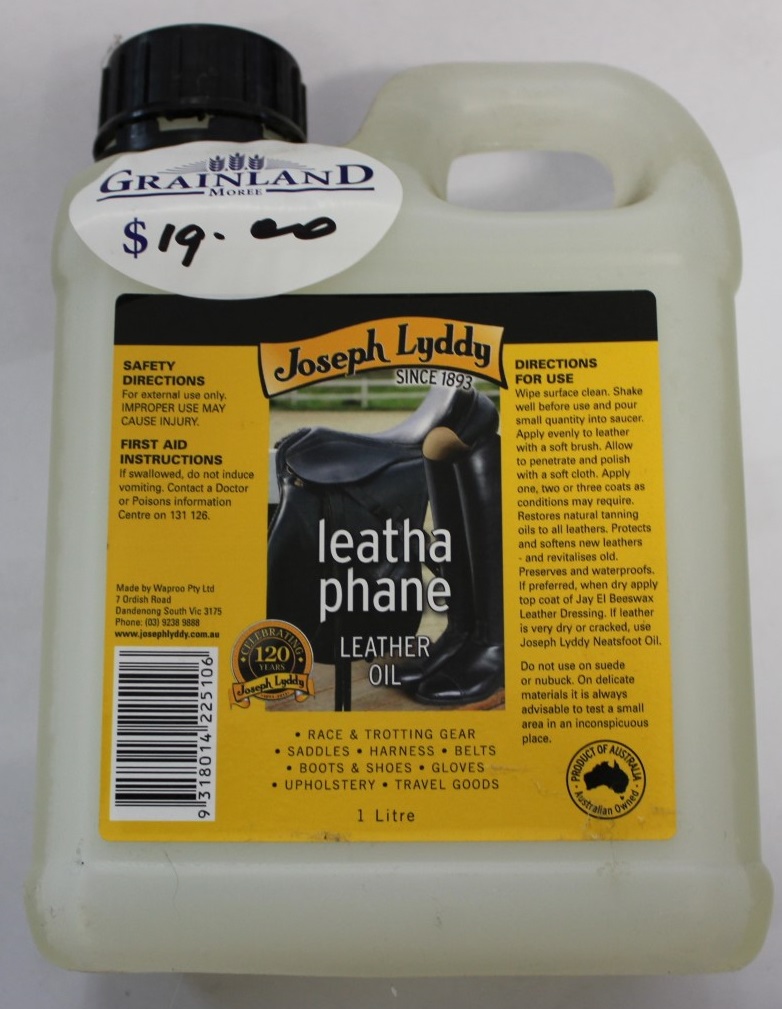 GRAINLAND
MOREE
$19.00
Joseph Lyddy
SINCE 1893
SAFETY
DIRECTIONS
For external use only.
IMPROPER USE MAY
CAUSE INJURY.
FIRST AID
INSTRUCTIONS
If swallowed, do not induce
vomiting. Contact a Doctor
or Poisons information
Centre on 131 126.
Made by Waproo Pty Ltd
7 Ordish Road
Dandenong South Vic 3175
Phone: (03) 9238 9888
www.josephlyddy.com.au
9 318014 225106
leatha
phane
LEATHER
OIL
CELEBRATING
120
YEARS
Joseph Lyddy
• RACE & TROTTING GEAR
• SADDLES • HARNESS • BELTS
• BOOTS & SHOES • GLOVES
• UPHOLSTERY • TRAVEL GOODS
1 Litre
DIRECTIONS
FOR USE
Wipe surface clean. Shake
well before use and pour
small quantity into saucer.
Apply evenly to leather
with a soft brush. Allow
to penetrate and polish
with a soft cloth. Apply
one, two or three coats as
conditions may require.
Restores natural tanning
oils to all leathers. Protects
and softens new leathers
- and revitalises old.
Preserves and waterproofs.
If preferred, when dry apply
top coat of Jay El Beeswax
Leather Dressing. If leather
is very dry or cracked, use
Joseph Lyddy Neatsfoot Oil.
Do not use on suede
or nubuck. On delicate
materials it is always
advisable to test a small
area in an inconspicuous
place.
PRODUCT OF AUSTRALIA
Australian Owned